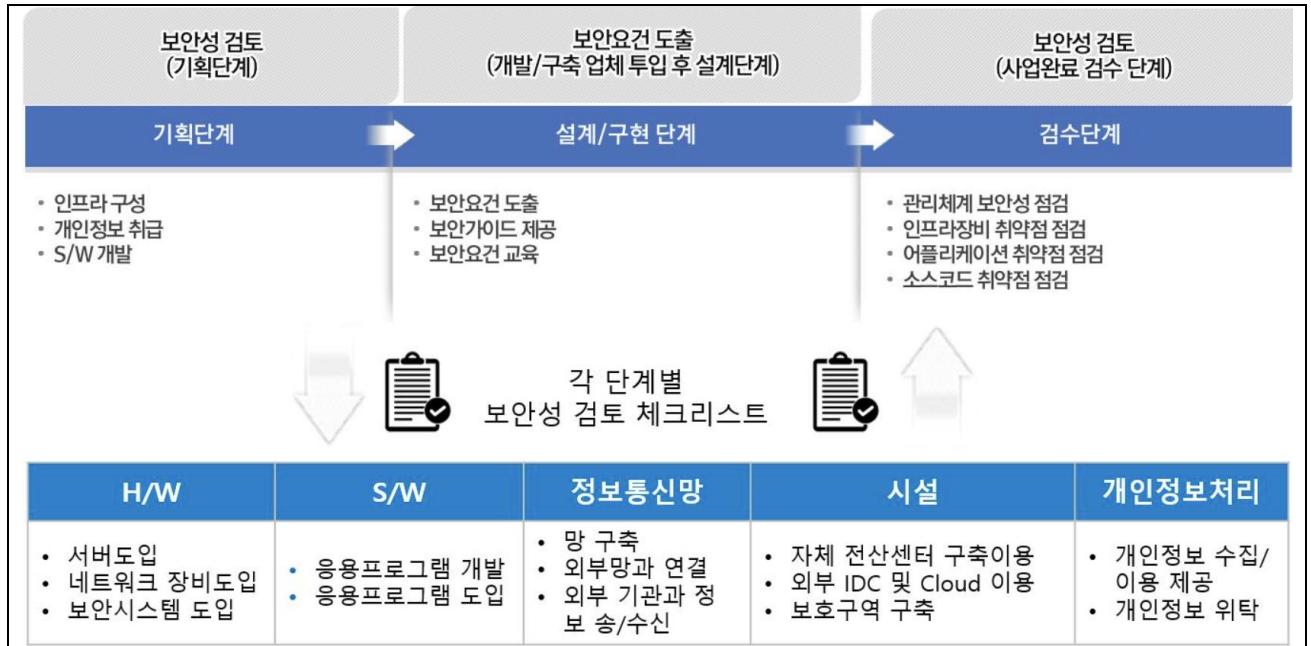 보안성 검토
(기획단계)
보안요건 도출
(개발/구축 업체 투입 후 설계단계)
보안성 검토
(사업완료 검수 단계)
기획단계
설계/구현 단계
검수단계
• 인프라 구성
• 개인정보 취급
• S/W 개발
• 보안요건 도출
• 보안가이드 제공
• 보안요건 교육
• 관리체계 보안성 점검
• 인프라장비 취약점 점검
• 어플리케이션 취약점 점검
• 소스코드 취약점 점검
각 단계별
보안성 검토 체크리스트
H/W
S/W
정보통신망
시설
개인정보처리
• 서버도입
• 네트워크 장비도입
• 보안시스템 도입
• 응용프로그램 개발
• 응용프로그램 도입
• 망 구축
• 외부망과 연결
• 외부 기관과 정
보 송/수신
• 자체 전산센터 구축이용
• 외부 IDC 및 Cloud 이용
• 보호구역 구축
• 개인정보 수집/
이용 제공
• 개인정보 위탁